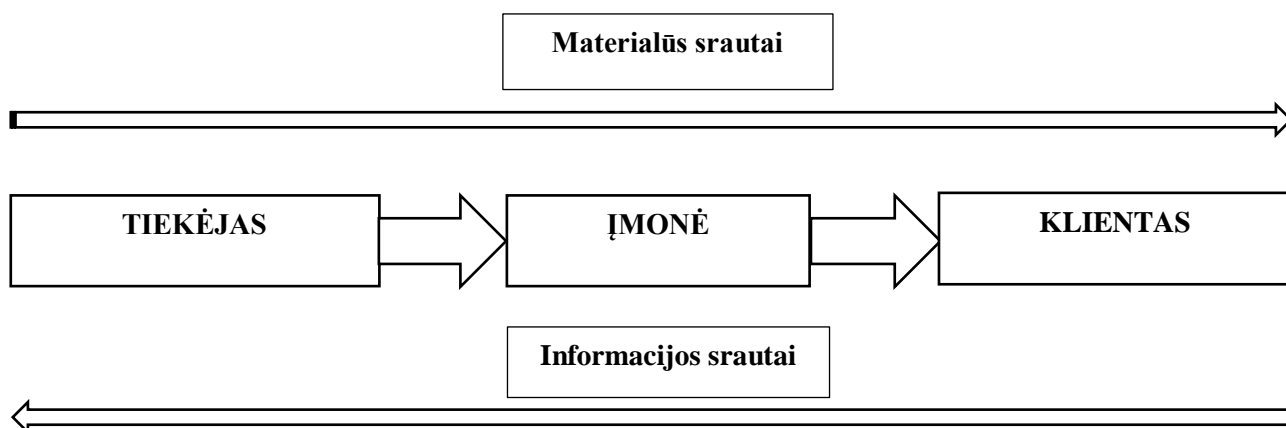 Materialūs srautai
TIEKĖJAS
ĮMONĖ
KLIENTAS
Informacijos srautai